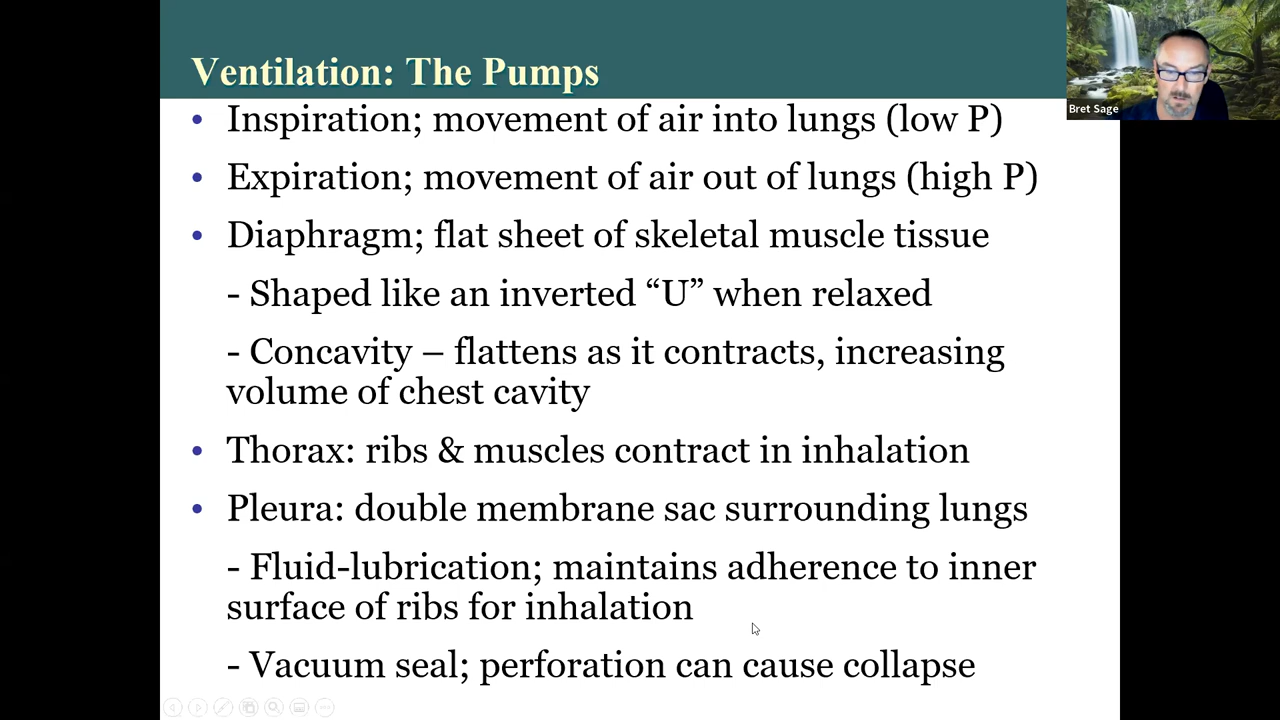 Ventilation: The Pumps
Bret Sage
• Inspiration; movement of air into lungs (low P)
• Expiration; movement of air out of lungs (high P)
• Diaphragm; flat sheet of skeletal muscle tissue
- Shaped like an inverted “U” when relaxed
- Concavity – flattens as it contracts, increasing
volume of chest cavity
• Thorax: ribs & muscles contract in inhalation
• Pleura: double membrane sac surrounding lungs
- Fluid-lubrication; maintains adherence to inner
surface of ribs for inhalation
- Vacuum seal; perforation can cause collapse